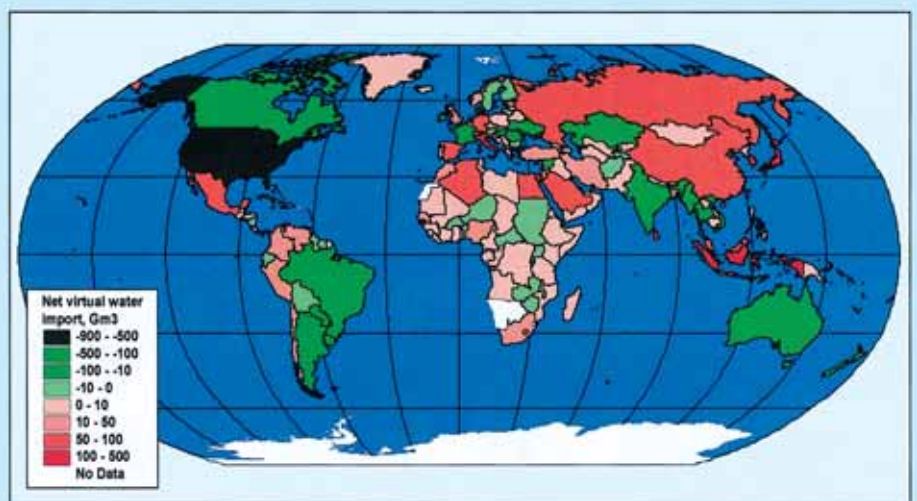 Net virtual water
import, Gm3
-900 - -500
-500 - -100
-100 - -10
-10 - 0
0 - 10
10 - 50
50 - 100
100 - 500
No Data